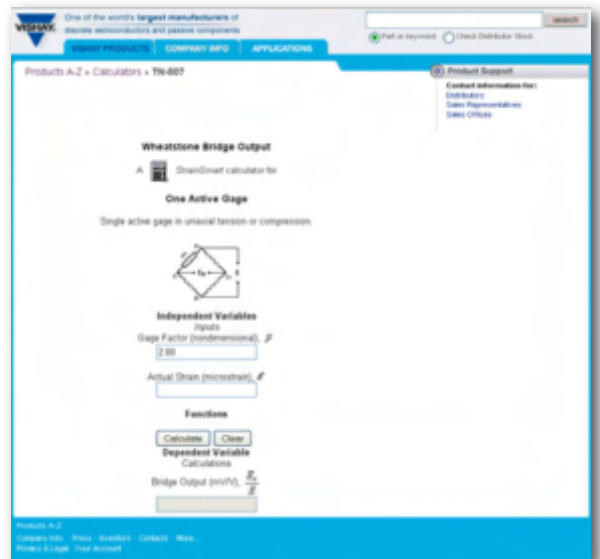 VISHAY
One of the world's largest manufacturers of
discrete semiconductors and passive components
search
Part or keyword Check Distributor Stock
VISHAY PRODUCTS COMPANY INFO APPLICATIONS
Products A-Z » Calculators » TN-607
Product Support
Contact information for:
Distributors
Sales Representatives
Sales Offices
Wheatstone Bridge Output
A StrainSmart calculator for
One Active Gage
Single active gage in uniaxial tension or compression.
Independent Variables
Inputs
Gage Factor (nondimensional), F
2.00
Actual Strain (microstrain),
Functions
Calculate Clear
Dependent Variable
Calculations
Bridge Output (mV/V),
Products A-Z
Company Info Press Investors Contacts More...
Privacy & Legal Your Account